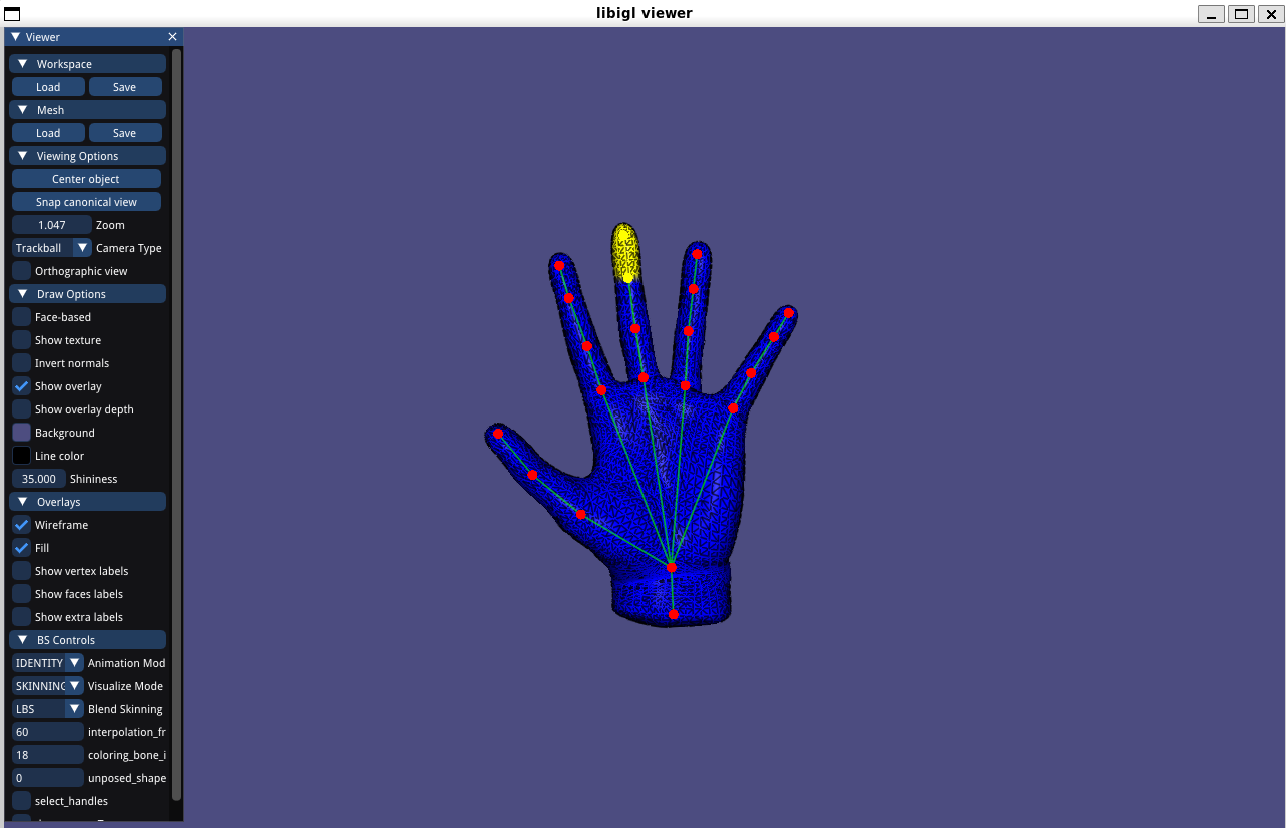 libigl viewer
Viewer
Workspace
Load Save
Mesh
Load Save
Viewing Options
Center object
Snap canonical view
1.047 Zoom
Trackball Camera Type
Orthographic view
Draw Options
Face-based
Show texture
Invert normals
Show overlay
Show overlay depth
Background
Line color
35.000 Shininess
Overlays
Wireframe
Fill
Show vertex labels
Show faces labels
Show extra labels
BS Controls
IDENTITY Animation Mod
SKINNING Visualize Mode
LBS Blend Skinning
60 interpolation_fr
18 coloring_bone_i
0 unposed_shape
select_handles